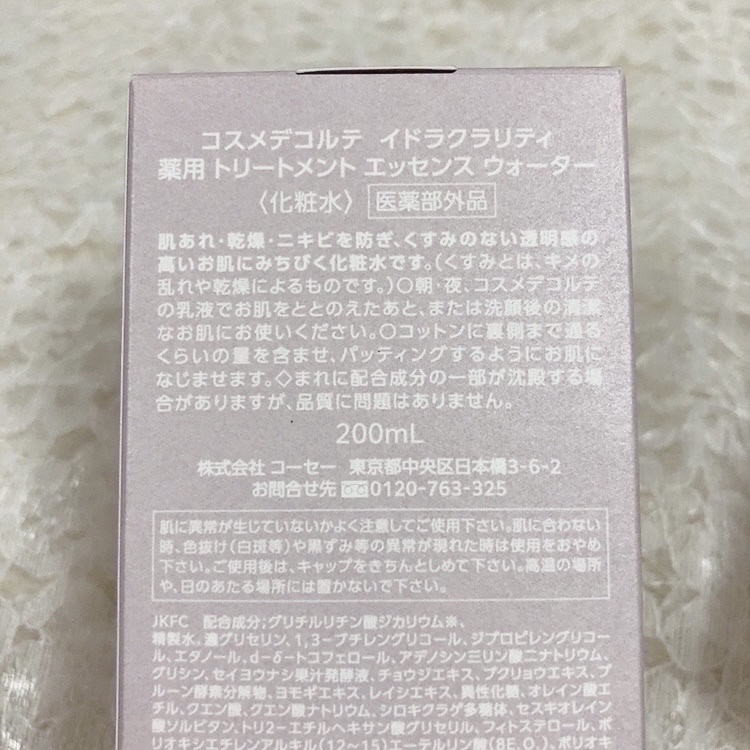 コスメデコルテ イドラクラリティ
薬用 トリートメント エッセンス ウォーター
〈化粧水〉 医薬部外品
肌あれ・乾燥・ニキビを防ぎ、くすみのない透明感の
高いお肌にみちびく化粧水です。(くすみとは、キメの
乱れや乾燥によるものです。)○朝・夜、コスメデコルテ
の乳液でお肌をととのえたあと、または洗顔後の清潔
なお肌にお使いください。○コットンに裏側まで通る
くらいの量を含ませ、パッティングするようにお肌に
なじませます。◇まれに配合成分の一部が沈殿する場
合がありますが、品質に問題はありません。
200mL
株式会社 コーセー 東京都中央区日本橋3-6-2
お問合せ先 0120-763-325
肌に異常が生じていないかよく注意してご使用下さい。肌に合わない
時、色抜け(白斑等)や黒ずみ等の異常が現れた時は使用をおやめ
下さい。ご使用後は、キャップをきちんとしめて下さい。高温の場所
や、日のあたる場所には置かないで下さい。
JKFC 配合成分;グリチルリチン酸ジカリウム※、
精製水。濃グリセリン、1,3-ブチレングリコール、ジプロピレングリコー
ル、エタノール、d-δ-トコフェロール、アデノシン三リン酸二ナトリウム、
グリシン、セイヨウナシ果汁発酵液、チョウジエキス、ブクリョウエキス、プ
ルーン酵素分解物、ヨモギエキス、レイシエキス、異性化糖、オレイン酸エ
チル、クエン酸、クエン酸ナトリウム、シロキクラゲ多糖体、セスキオレイン
酸ソルビタン、トリ2-エチルヘキサン酸グリセリル、フィトステロール、ポ
リオキシエチレンアルキル(12~15)エーテルリン酸(8E.O.)、ポリオキ